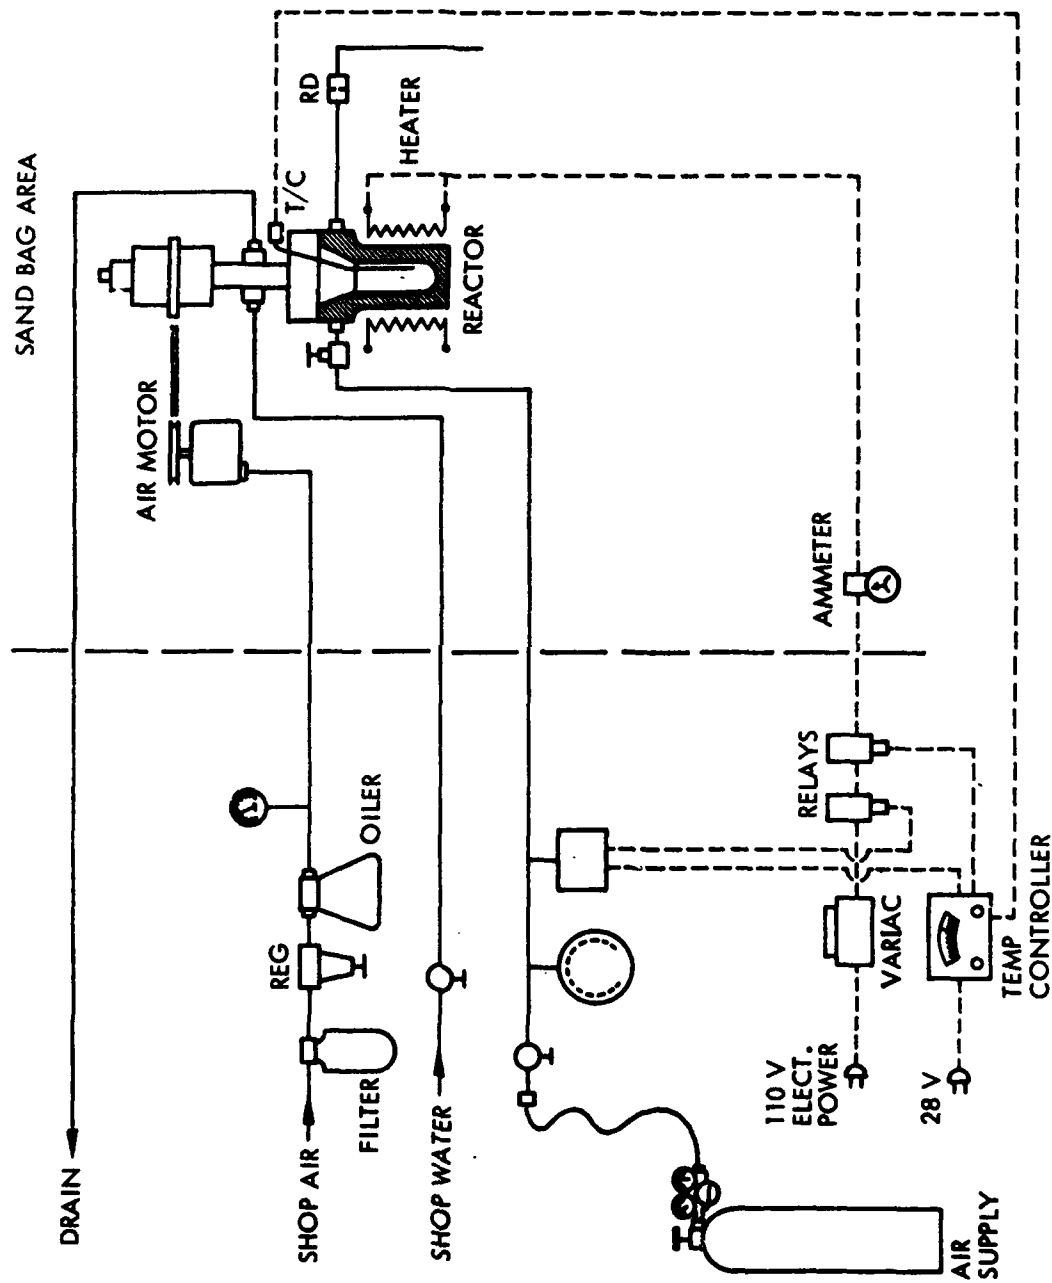 SAND BAG AREA
RD
HEATER
T/C
REACTOR
AIR MOTOR
AMMETER
RELAYS
OILER
REG
FILTER
VARIAC
TEMP
CONTROLLER
110 V
ELECT.
POWER
28 V
DRAIN
SHOP AIR
SHOP WATER
AIR
SUPPLY